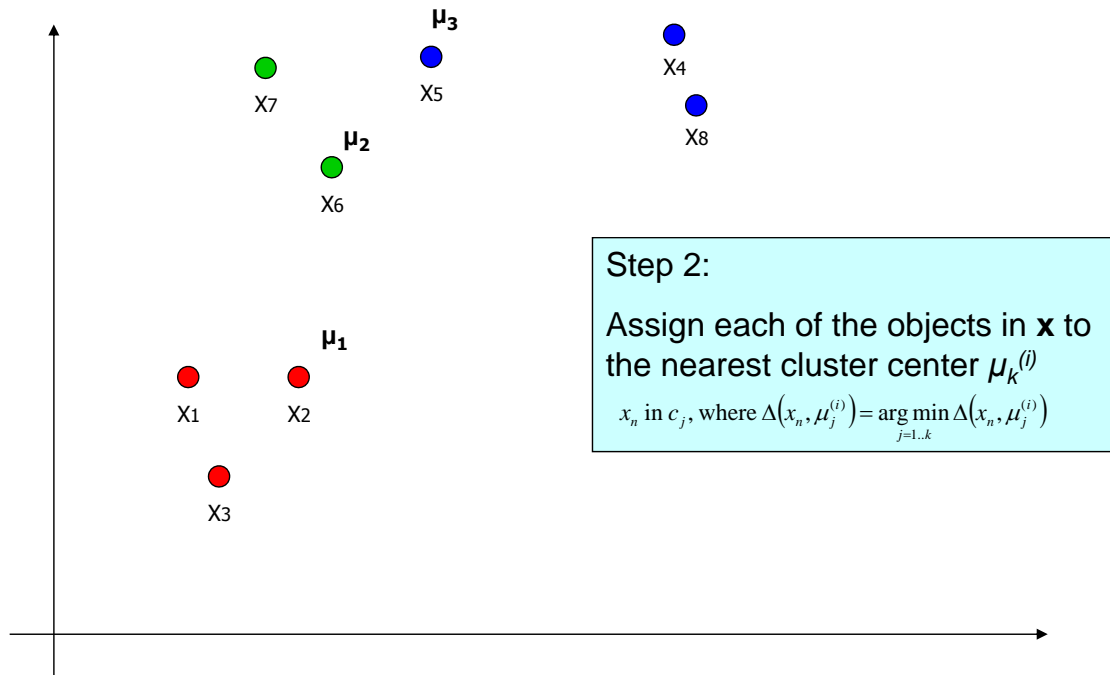 μ3
X4
X7
X5
X8
μ2
X6
Step 2:
Assign each of the objects in x to
the nearest cluster center μk(i)
xn in cj, where Δ(xn, μj(i)) = arg min Δ(xn, μj(i))
j=1..k
μ1
X1
X2
X3